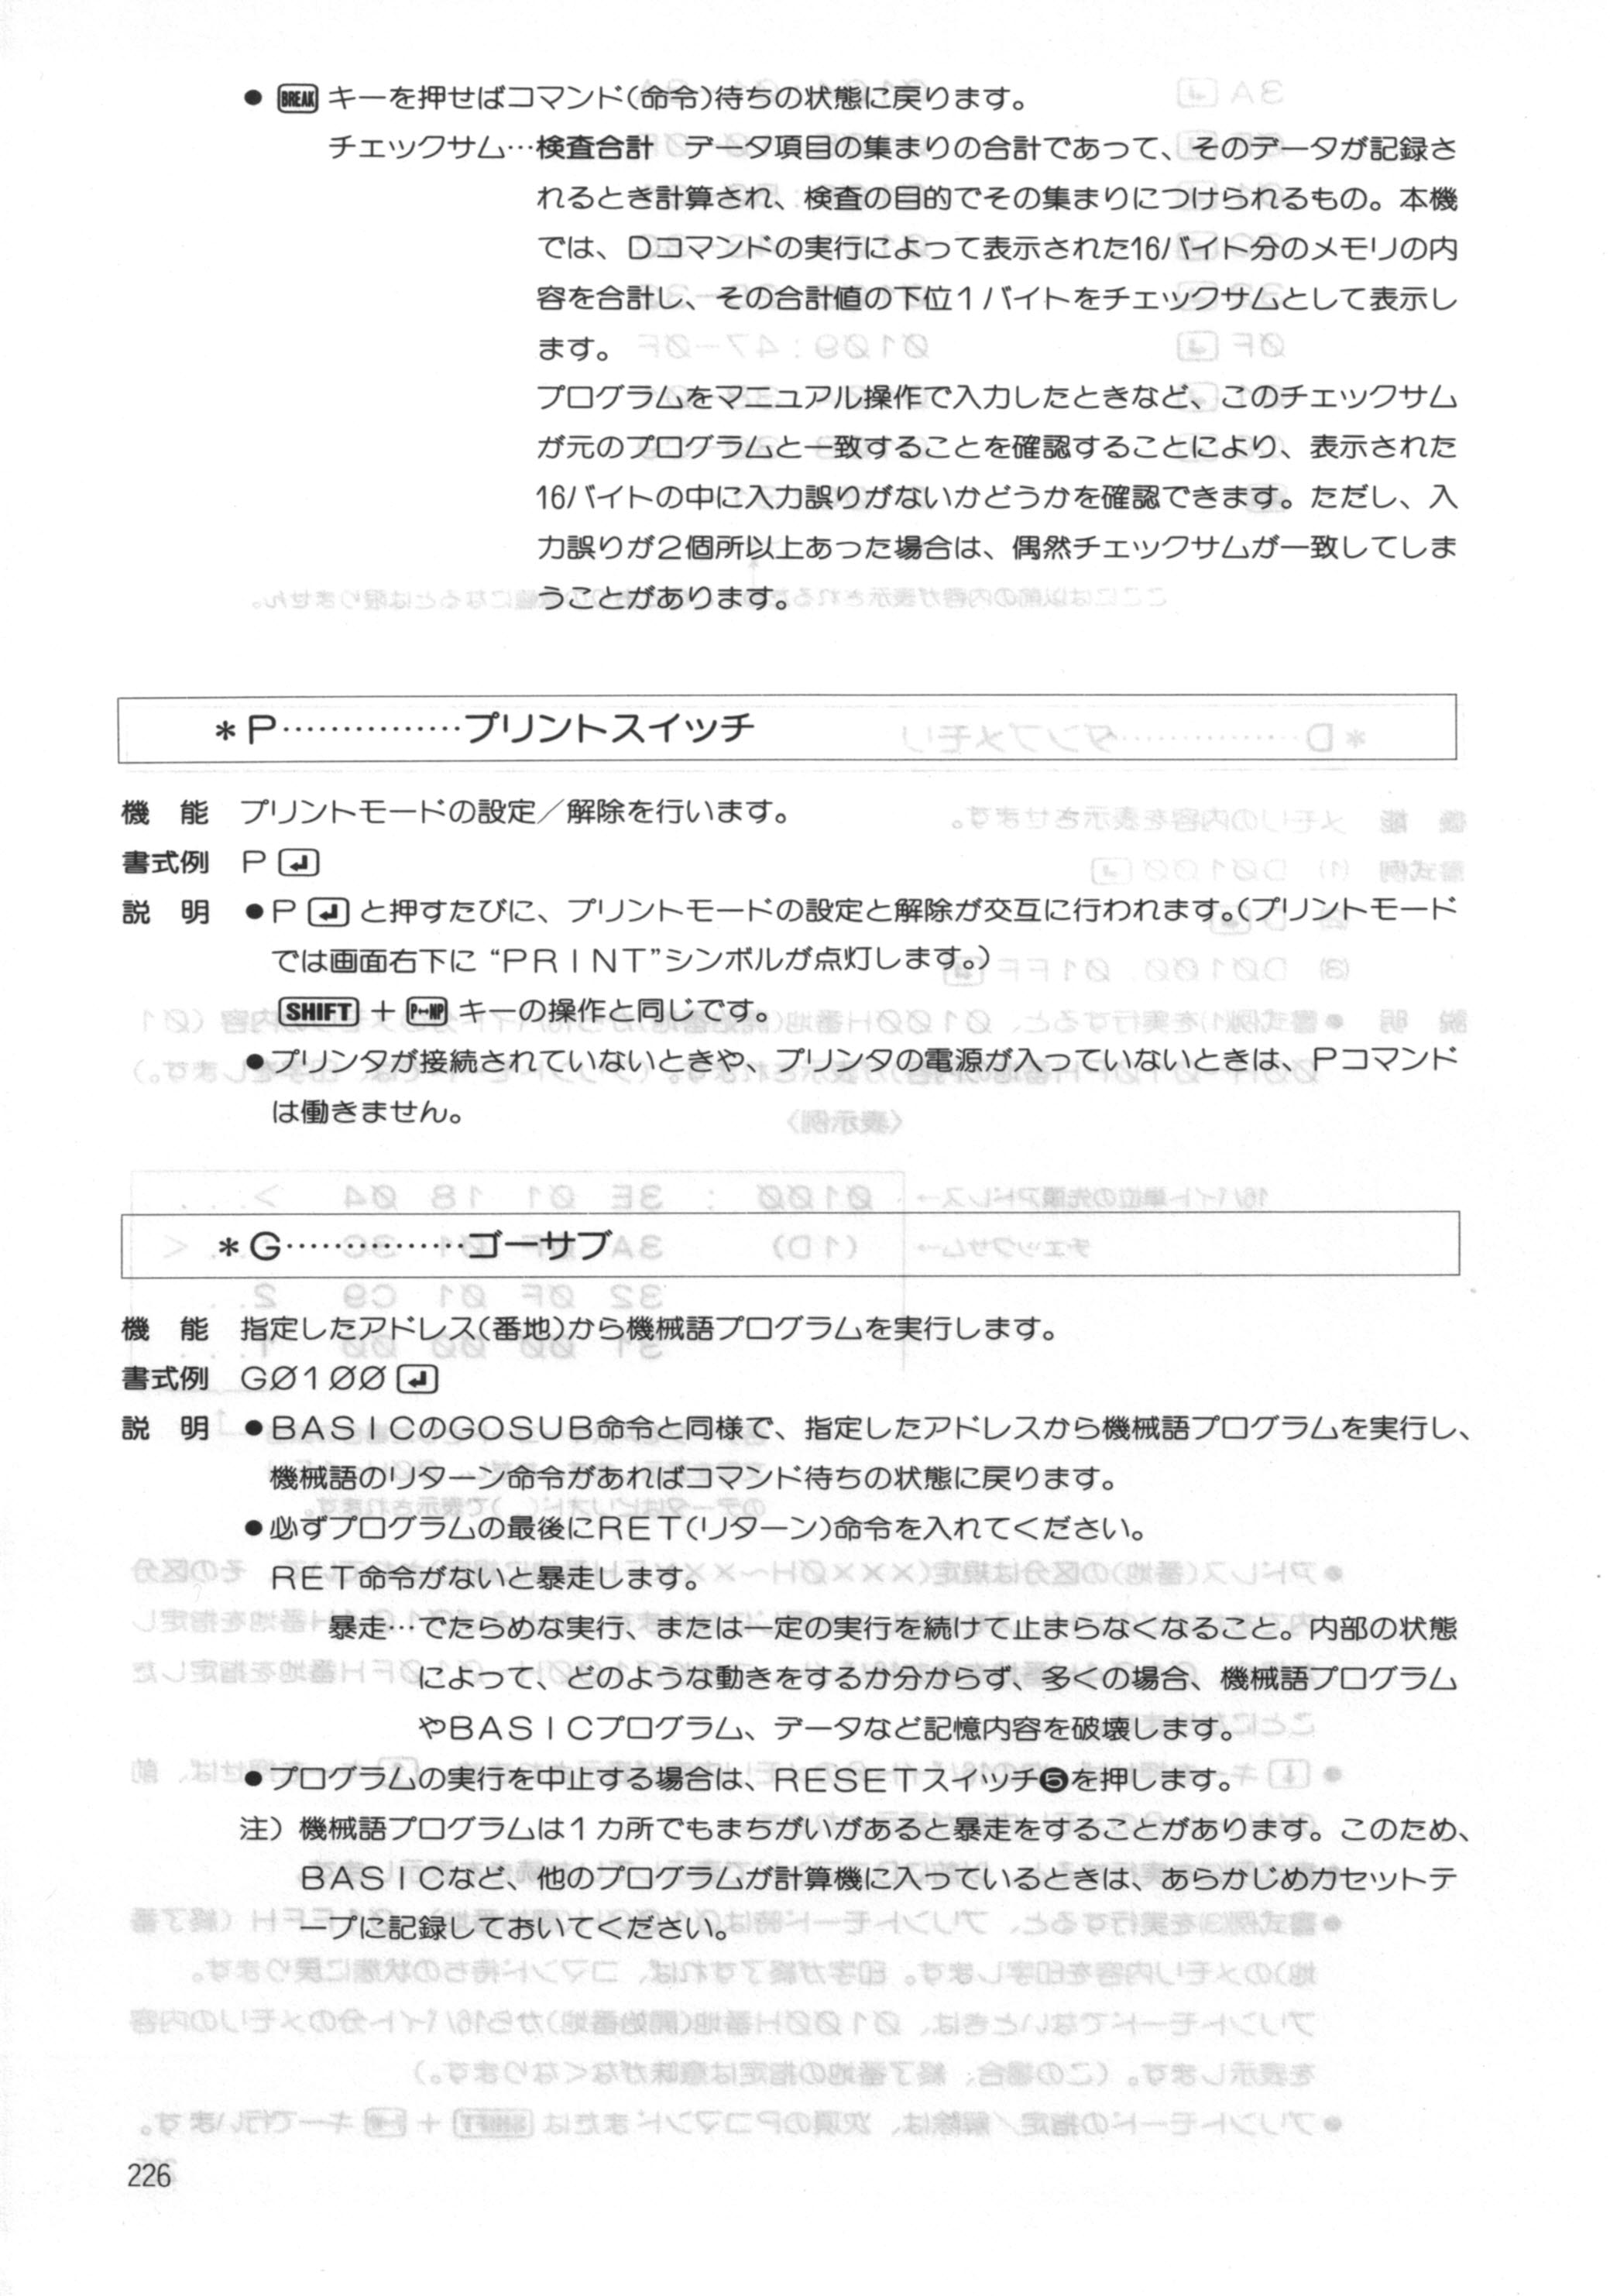 ● BREAK キーを押せばコマンド(命令)待ちの状態に戻ります。
チェックサム…検査合計　データ項目の集まりの合計であって、そのデータが記録さ
れるとき計算され、検査の目的でその集まりにつけられるもの。本機
では、Dコマンドの実行によって表示された16バイト分のメモリの内
容を合計し、その合計値の下位1バイトをチェックサムとして表示し
ます。
プログラムをマニュアル操作で入力したときなど、このチェックサム
が元のプログラムと一致することを確認することにより、表示された
16バイトの中に入力誤りがないかどうかを確認できます。ただし、入
力誤りが2個所以上あった場合は、偶然チェックサムが一致してしま
うことがあります。
＊P……………プリントスイッチ
機　能　プリントモードの設定／解除を行います。
書式例　P ↵
説　明　●P ↵ と押すたびに、プリントモードの設定と解除が交互に行われます。(プリントモード
では画面右下に “PRINT”シンボルが点灯します。)
SHIFT ＋ P↔NP キーの操作と同じです。
●プリンタが接続されていないときや、プリンタの電源が入っていないときは、Pコマンド
は働きません。
＊G……………ゴーサブ
機　能　指定したアドレス(番地)から機械語プログラムを実行します。
書式例　GØ1ØØ ↵
説　明　●BASICのGOSUB命令と同様で、指定したアドレスから機械語プログラムを実行し、
機械語のリターン命令があればコマンド待ちの状態に戻ります。
●必ずプログラムの最後にRET(リターン)命令を入れてください。
RET命令がないと暴走します。
暴走…でたらめな実行、または一定の実行を続けて止まらなくなること。内部の状態
によって、どのような動きをするか分からず、多くの場合、機械語プログラム
やBASICプログラム、データなど記憶内容を破壊します。
●プログラムの実行を中止する場合は、RESETスイッチ❺を押します。
注）機械語プログラムは1カ所でもまちがいがあると暴走をすることがあります。このため、
BASICなど、他のプログラムが計算機に入っているときは、あらかじめカセットテ
ープに記録しておいてください。
226